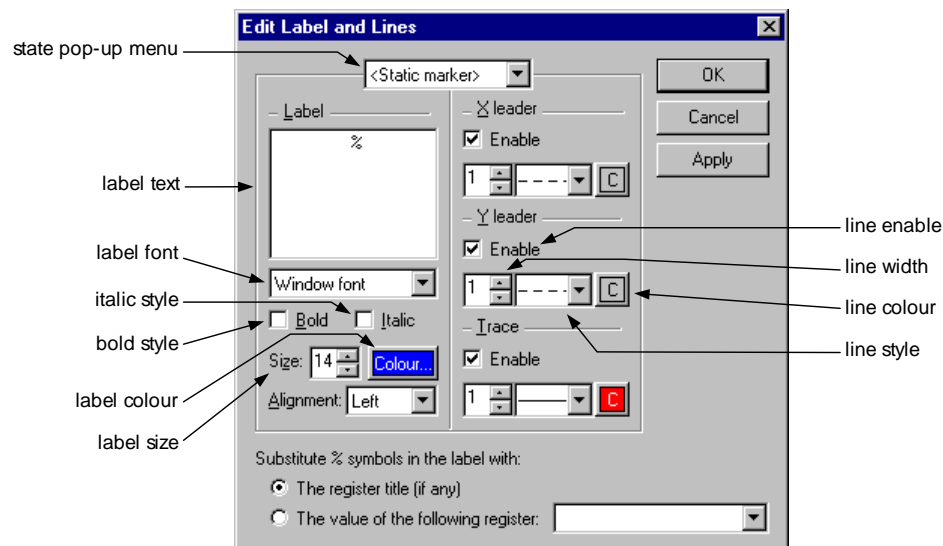 Edit Label and Lines
state pop-up menu
<Static marker>
OK
Label
X leader
Cancel
%
Enable
Apply
label text
1
C
Y leader
line enable
Enable
label font
line width
Window font
1
C
italic style
line colour
Bold
Italic
Trace
bold style
line style
Enable
Size: 14
Colour...
label colour
Alignment: Left
1
C
label size
Substitute % symbols in the label with:
The register title (if any)
The value of the following register: